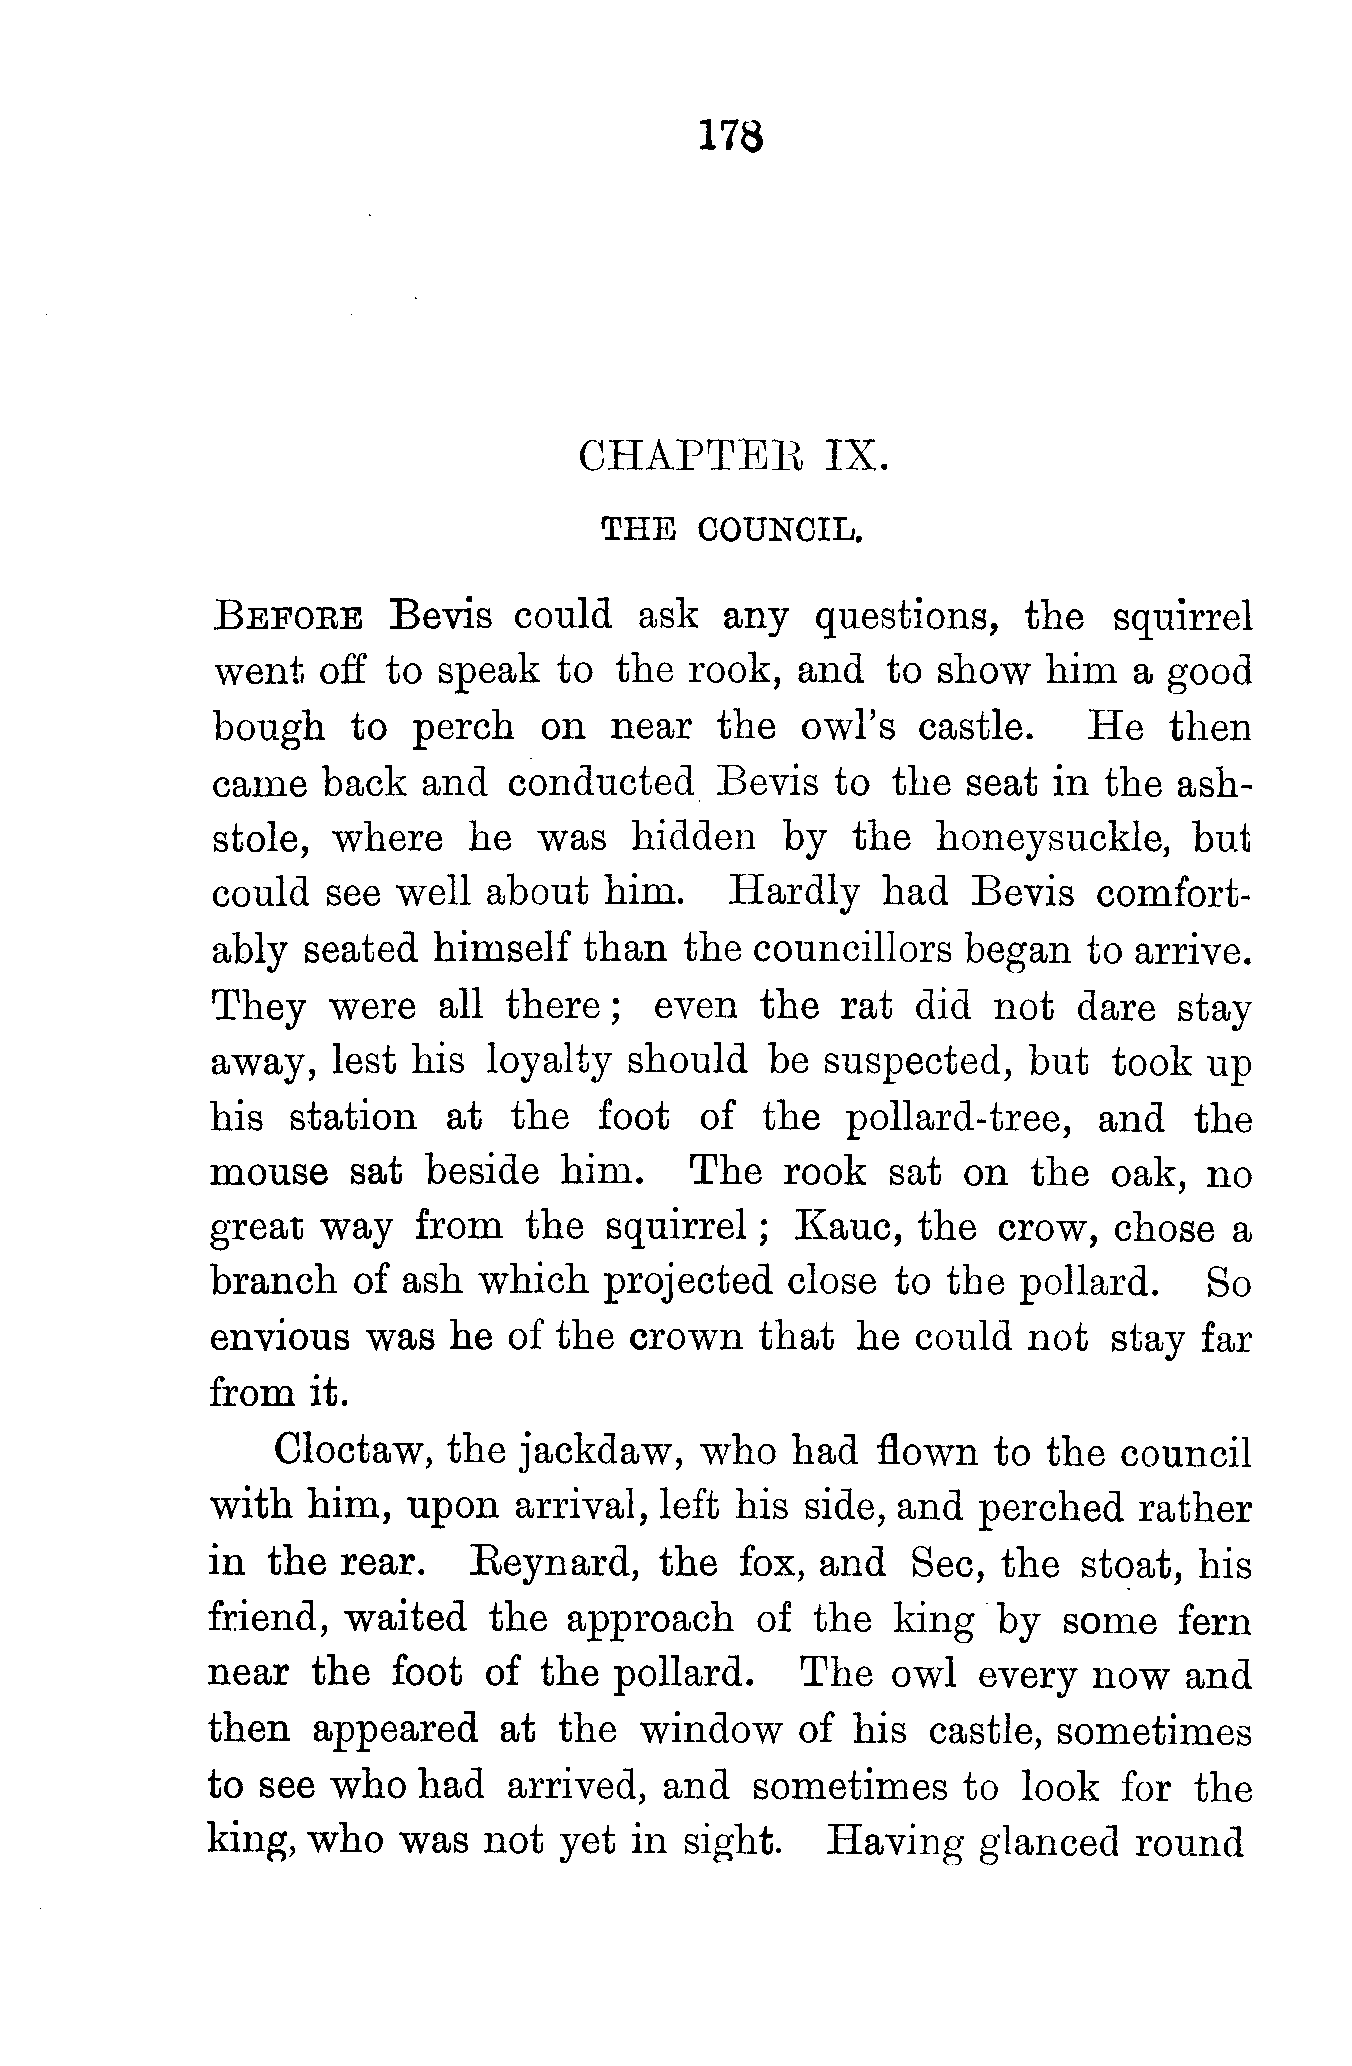 178
CHAPTER IX.
THE COUNCIL.
BEFORE Bevis could ask any questions, the squirrel
went off to speak to the rook, and to show him a good
bough to perch on near the owl's castle. He then
came back and conducted Bevis to the seat in the ash-
stole, where he was hidden by the honeysuckle, but
could see well about him. Hardly had Bevis comfort-
ably seated himself than the councillors began to arrive.
They were all there; even the rat did not dare stay
away, lest his loyalty should be suspected, but took up
his station at the foot of the pollard-tree, and the
mouse sat beside him. The rook sat on the oak, no
great way from the squirrel; Kauc, the crow, chose a
branch of ash which projected close to the pollard. So
envious was he of the crown that he could not stay far
from it.
Cloctaw, the jackdaw, who had flown to the council
with him, upon arrival, left his side, and perched rather
in the rear. Reynard, the fox, and Sec, the stoat, his
friend, waited the approach of the king by some fern
near the foot of the pollard. The owl every now and
then appeared at the window of his castle, sometimes
to see who had arrived, and sometimes to look for the
king, who was not yet in sight. Having glanced round